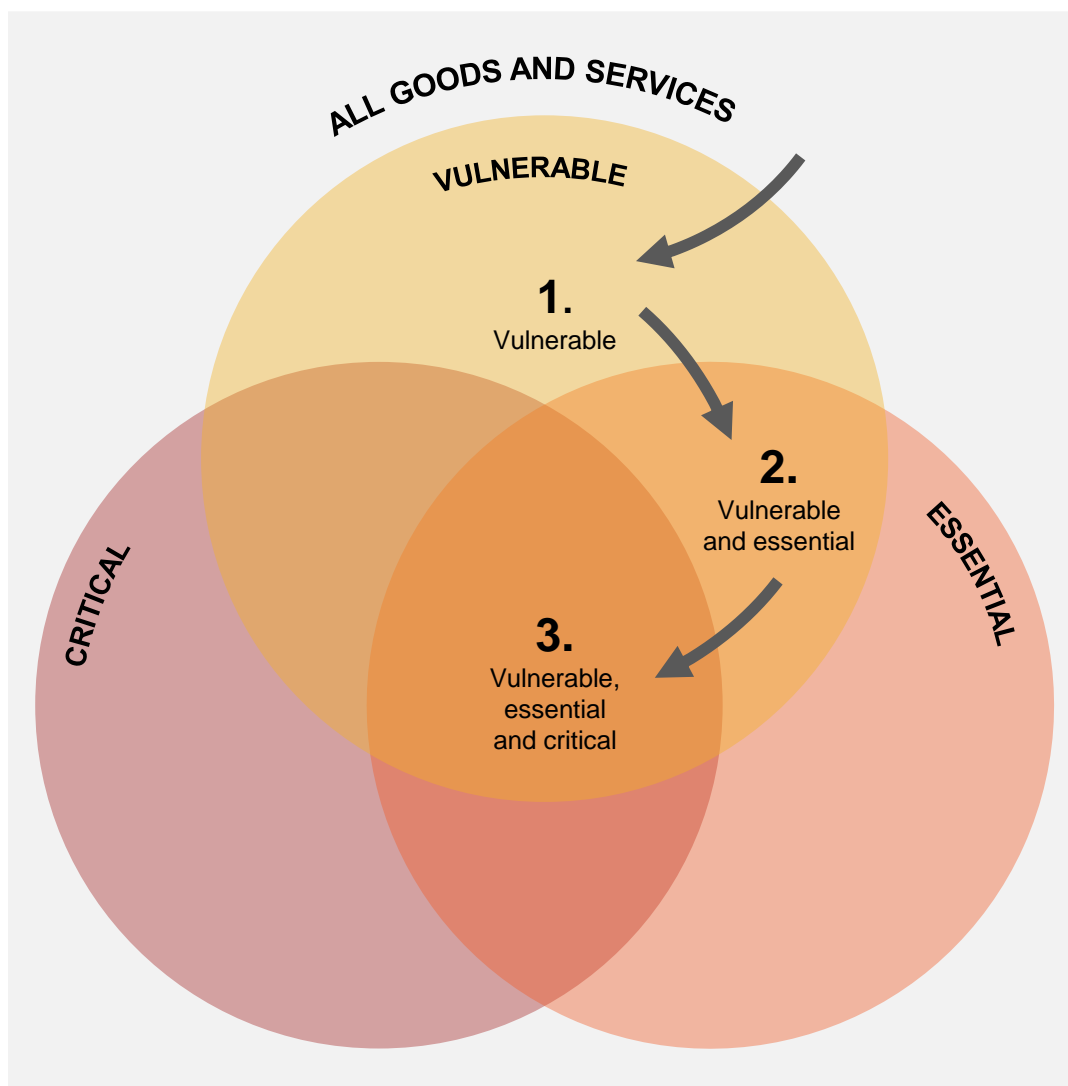 ALL GOODS AND SERVICES
VULNERABLE
1.
Vulnerable
2.
Vulnerable
and essential
CRITICAL
ESSENTIAL
3.
Vulnerable,
essential
and critical